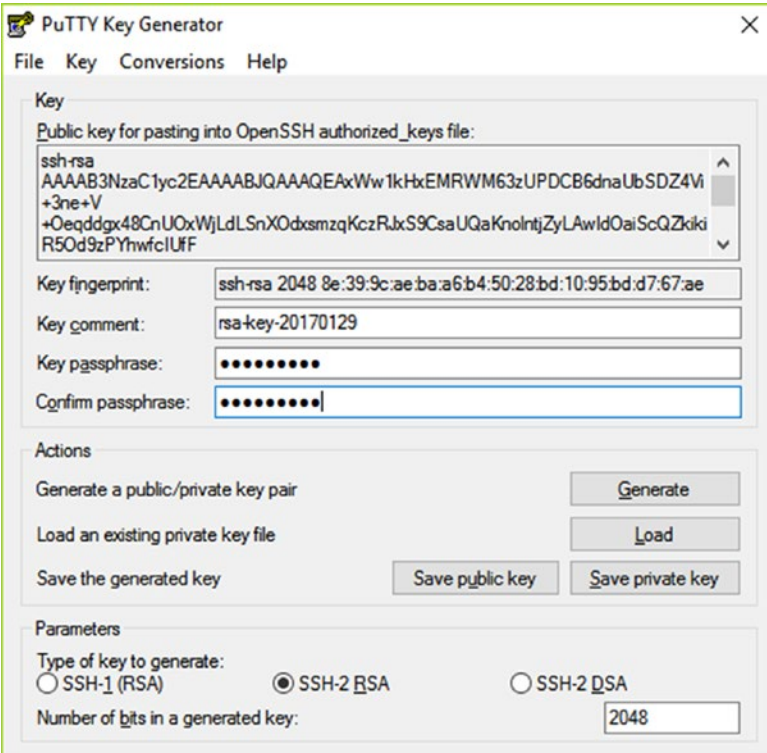 PuTTY Key Generator
File Key Conversions Help
Key
Public key for pasting into OpenSSH authorized_keys file:
ssh-rsa
AAAAB3NzaC1yc2EAAAABJQAAAQEAxWw1kHxEMRWM63zUPDCB6dnaUbSDZ4Vi
+3ne+V
+Oeqddgx48CnUOxWjLdLSnXOdxsmzqKczRJxS9CsaUQaKnolntjZyLAwIdOaiScQZkiki
R5Od9zPYhwfcIUfF
Key fingerprint: ssh-rsa 2048 8e:39:9c:ae:ba:a6:b4:50:28:bd:10:95:bd:d7:67:ae
Key comment: rsa-key-20170129
Key passphrase: ●●●●●●●●●
Confirm passphrase: ●●●●●●●●●
Actions
Generate a public/private key pair Generate
Load an existing private key file Load
Save the generated key Save public key Save private key
Parameters
Type of key to generate:
SSH-1 (RSA) SSH-2 RSA SSH-2 DSA
Number of bits in a generated key: 2048